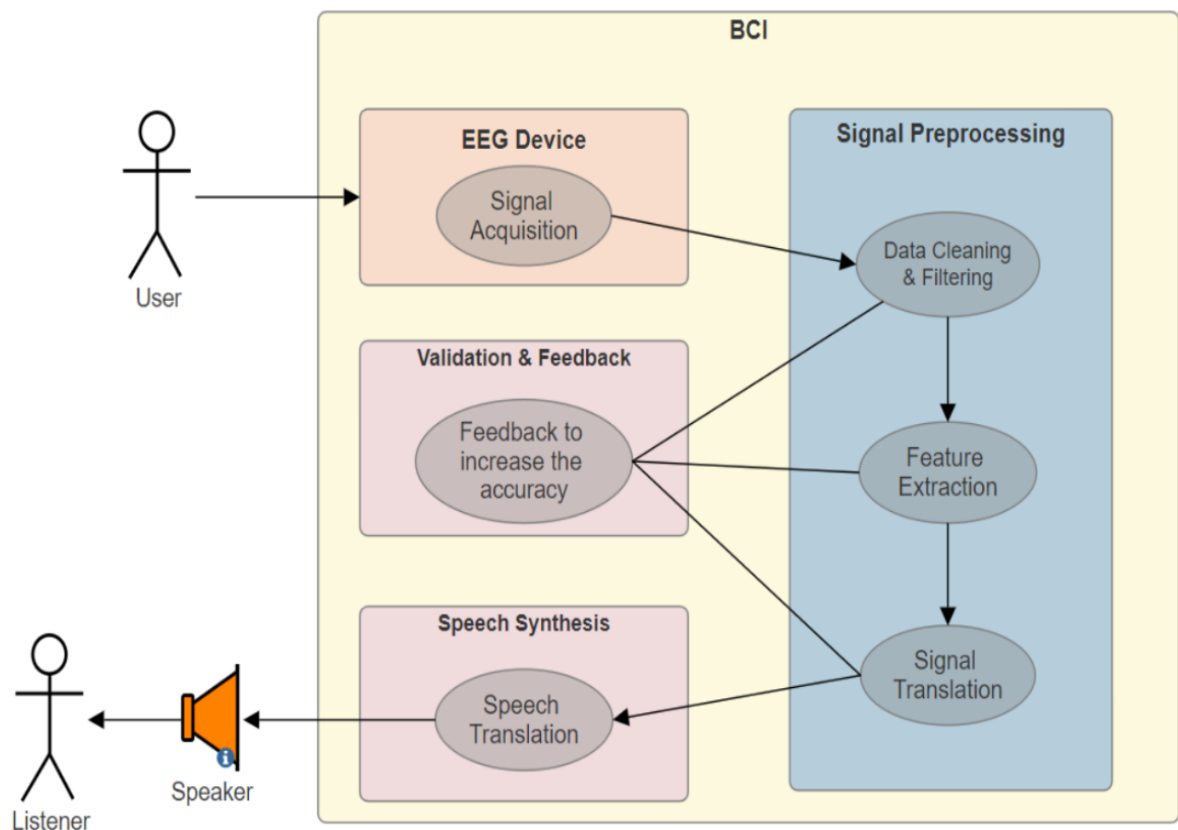 BCI
EEG Device
Signal
Acquisition
User
Signal Preprocessing
Data Cleaning
& Filtering
Validation & Feedback
Feedback to
increase the
accuracy
Feature
Extraction
Speech Synthesis
Speech
Translation
Signal
Translation
i
Speaker
Listener